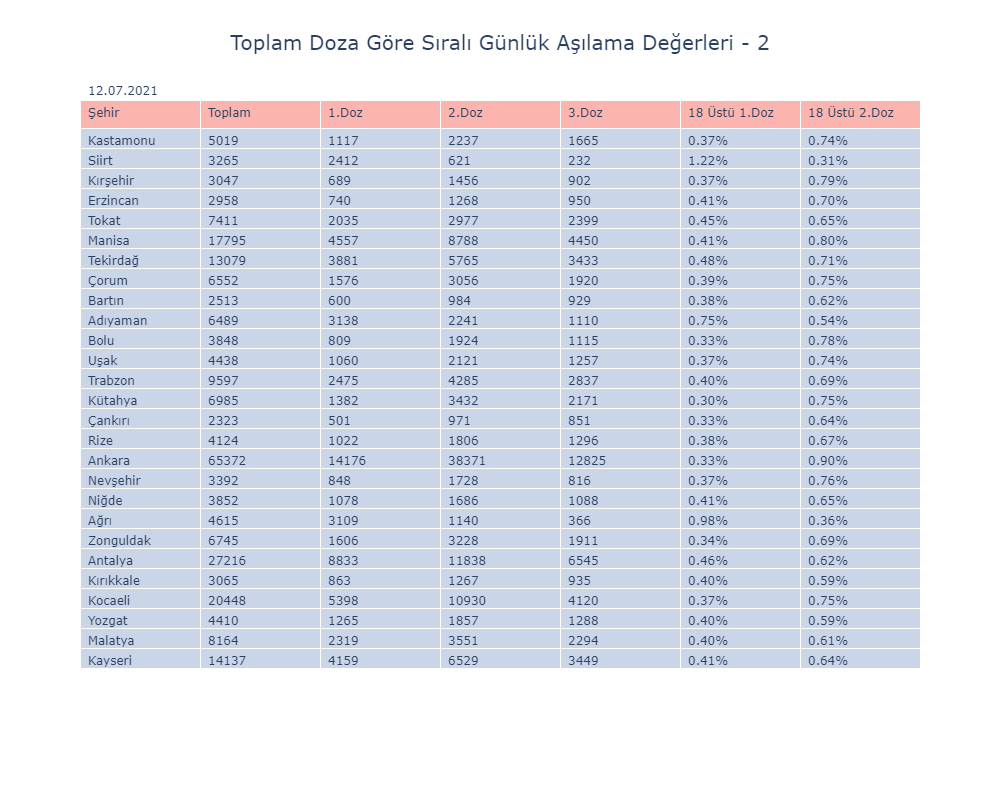 Toplam Doza Göre Sıralı Günlük Aşılama Değerleri - 2
12.07.2021
Şehir Toplam 1.Doz 2.Doz 3.Doz 18 Üstü 1.Doz 18 Üstü 2.Doz
Kastamonu 5019 1117 2237 1665 0.37% 0.74%
Siirt 3265 2412 621 232 1.22% 0.31%
Kırşehir 3047 689 1456 902 0.37% 0.79%
Erzincan 2958 740 1268 950 0.41% 0.70%
Tokat 7411 2035 2977 2399 0.45% 0.65%
Manisa 17795 4557 8788 4450 0.41% 0.80%
Tekirdağ 13079 3881 5765 3433 0.48% 0.71%
Çorum 6552 1576 3056 1920 0.39% 0.75%
Bartın 2513 600 984 929 0.38% 0.62%
Adıyaman 6489 3138 2241 1110 0.75% 0.54%
Bolu 3848 809 1924 1115 0.33% 0.78%
Uşak 4438 1060 2121 1257 0.37% 0.74%
Trabzon 9597 2475 4285 2837 0.40% 0.69%
Kütahya 6985 1382 3432 2171 0.30% 0.75%
Çankırı 2323 501 971 851 0.33% 0.64%
Rize 4124 1022 1806 1296 0.38% 0.67%
Ankara 65372 14176 38371 12825 0.33% 0.90%
Nevşehir 3392 848 1728 816 0.37% 0.76%
Niğde 3852 1078 1686 1088 0.41% 0.65%
Ağrı 4615 3109 1140 366 0.98% 0.36%
Zonguldak 6745 1606 3228 1911 0.34% 0.69%
Antalya 27216 8833 11838 6545 0.46% 0.62%
Kırıkkale 3065 863 1267 935 0.40% 0.59%
Kocaeli 20448 5398 10930 4120 0.37% 0.75%
Yozgat 4410 1265 1857 1288 0.40% 0.59%
Malatya 8164 2319 3551 2294 0.40% 0.61%
Kayseri 14137 4159 6529 3449 0.41% 0.64%